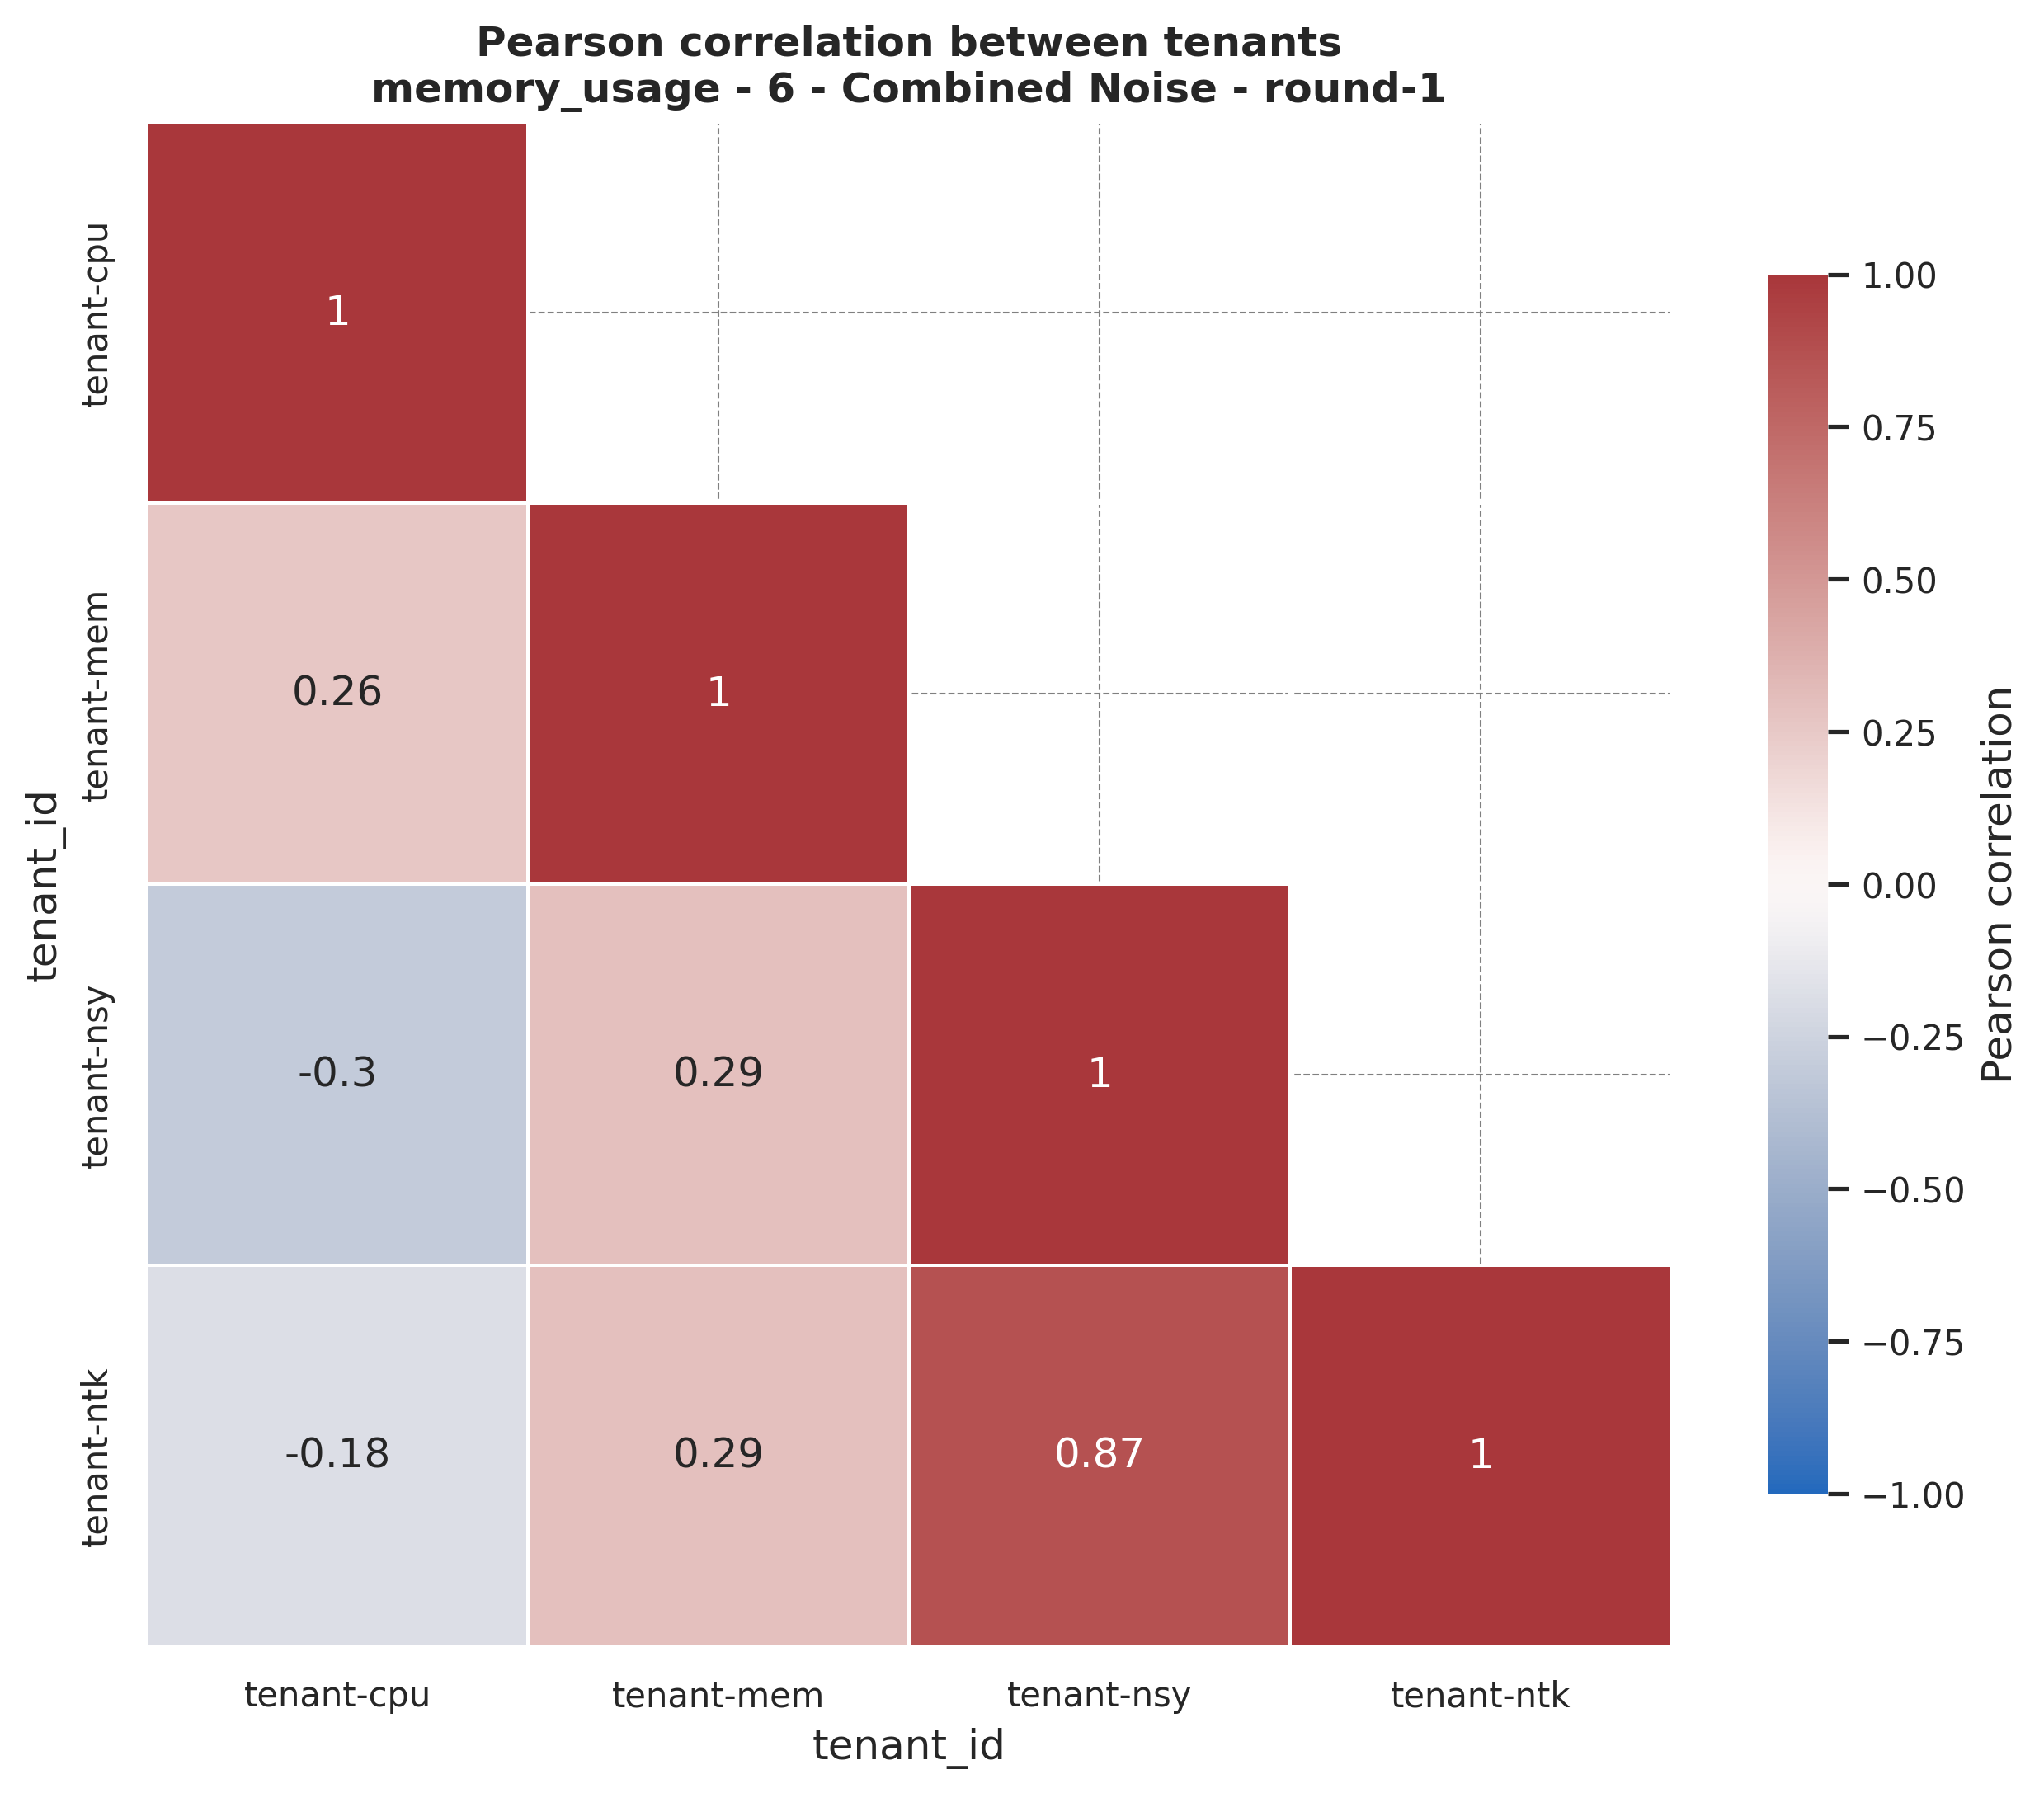 Pearson correlation between tenants
memory_usage - 6 - Combined Noise - round-1
tenant_id
tenant-cpu
1
tenant-mem
0.26
1
tenant-nsy
-0.3
0.29
1
tenant-ntk
-0.18
0.29
0.87
1
tenant-cpu
tenant-mem
tenant-nsy
tenant-ntk
tenant_id
1.00
0.75
0.50
0.25
0.00
−0.25
−0.50
−0.75
−1.00
Pearson correlation